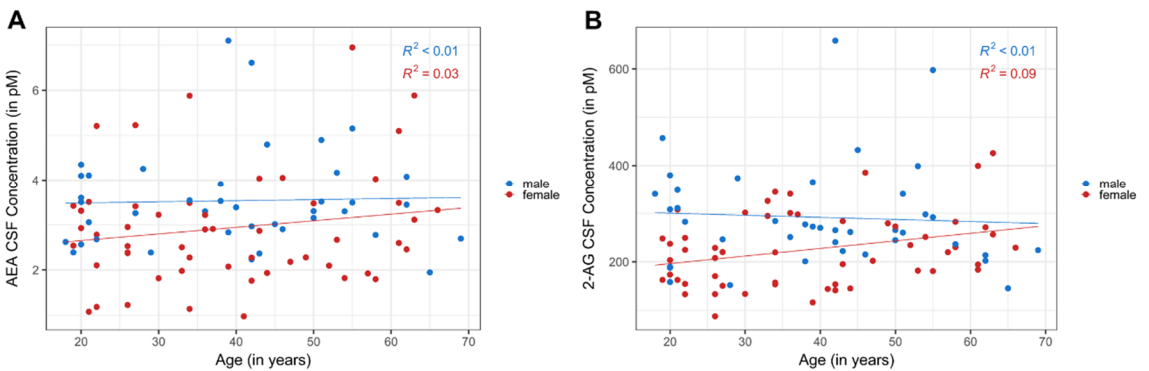 A
AEA CSF Concentration (in pM)
6
4
2
R² < 0.01
R² = 0.03
20 30 40 50 60 70
Age (in years)
male
female
B
2-AG CSF Concentration (in pM)
600
400
200
R² < 0.01
R² = 0.09
20 30 40 50 60 70
Age (in years)
male
female